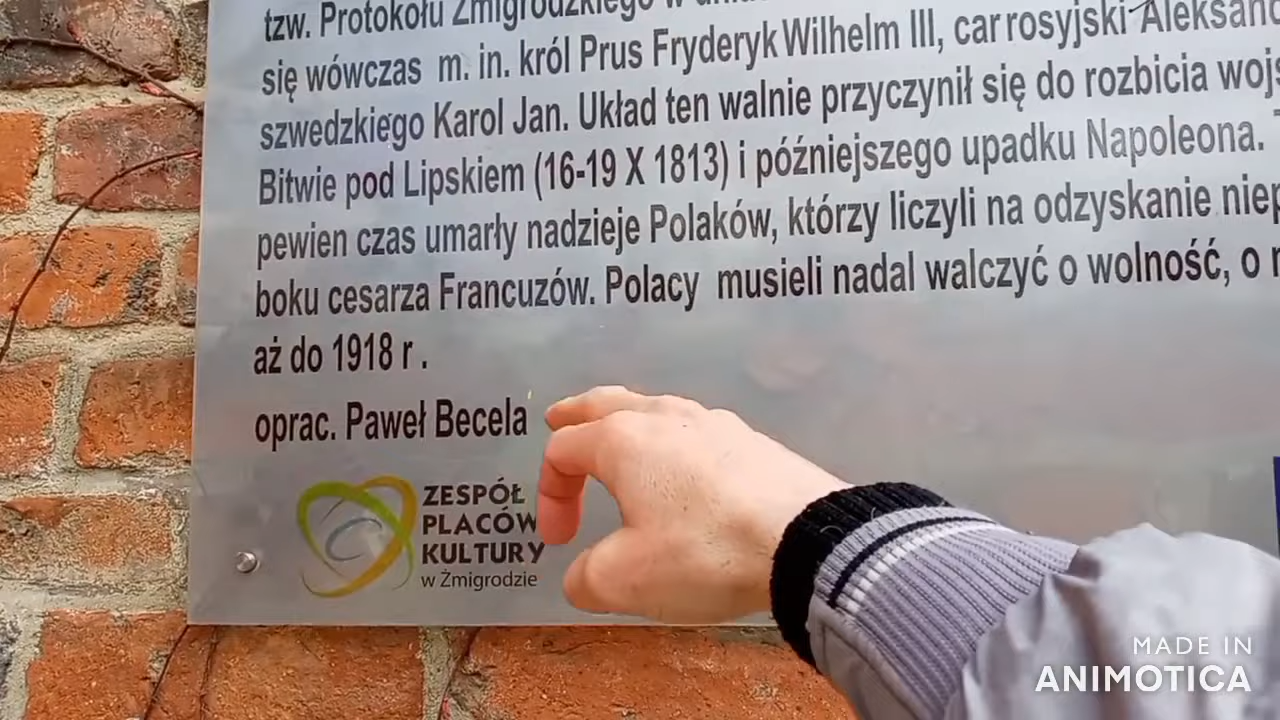 tzw. Protokołu Żmigrodzkiego w
się wówczas m. in. król Prus Fryderyk Wilhelm III, car rosyjski Aleksand
szwedzkiego Karol Jan. Układ ten walnie przyczynił się do rozbicia wojs
Bitwie pod Lipskiem (16-19 X 1813) i późniejszego upadku Napoleona.
pewien czas umarły nadzieje Polaków, którzy liczyli na odzyskanie niep
boku cesarza Francuzów. Polacy musieli nadal walczyć o wolność, o
aż do 1918 r .
oprac. Paweł Becela
ZESPÓŁ
PLACÓW
KULTURY
w Żmigrodzie
MADE IN
ANIMOTICA